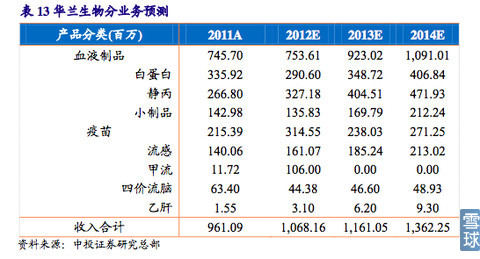 表 13 华兰生物分业务预测
产品分类(百万) 2011A 2012E 2013E 2014E
血液制品 745.70 753.61 923.02 1,091.01
白蛋白 335.92 290.60 348.72 406.84
静丙 266.80 327.18 404.51 471.93
小制品 142.98 135.83 169.79 212.24
疫苗 215.39 314.55 238.03 271.25
流感 140.06 161.07 185.24 213.02
甲流 11.72 106.00 0.00 0.00
四价流脑 63.40 44.38 46.60 48.93
乙肝 1.55 3.10 6.20 9.30
收入合计 961.09 1,068.16 1,161.05 1,362.25
资料来源：中投证券研究总部
雪球